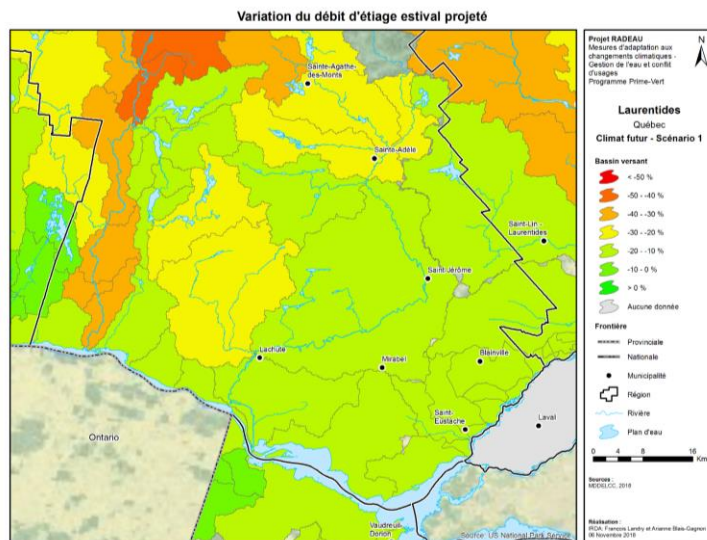 Variation du débit d'étiage estival projeté
Sainte-Agathe-
des-Monts
Sainte-Adèle
Saint-Lin -
Laurentides
Saint-Jérôme
Lachute
Mirabel
Blainville
Saint-
Eustache
Laval
Ontario
Vaudreuil-
Dorion
Source: US National Park Service
Projet RADEAU
Mesures d'adaptation aux
changements climatiques -
Gestion de l'eau et conflit
d'usages
Programme Prime-Vert
N
Laurentides
Québec
Climat futur - Scénario 1
Bassin versant
< -50 %
-50 - -40 %
-40 - -30 %
-30 - -20 %
-20 - -10 %
-10 - 0 %
> 0 %
Aucune donnée
Frontière
Provinciale
Nationale
Municipalité
Région
Rivière
Plan d'eau
0 4 8 16
Km
Sources :
MDDELCC, 2018
Réalisation :
IRDA: François Landry et Arianne Blais-Gagnon
06 Novembre 2018